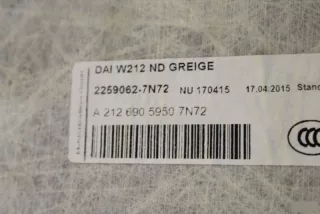 DAI W212 ND GREIGE
2259062-7N72 NU 170415 17.04.2015 Stand
A 212 690 5950 7N72